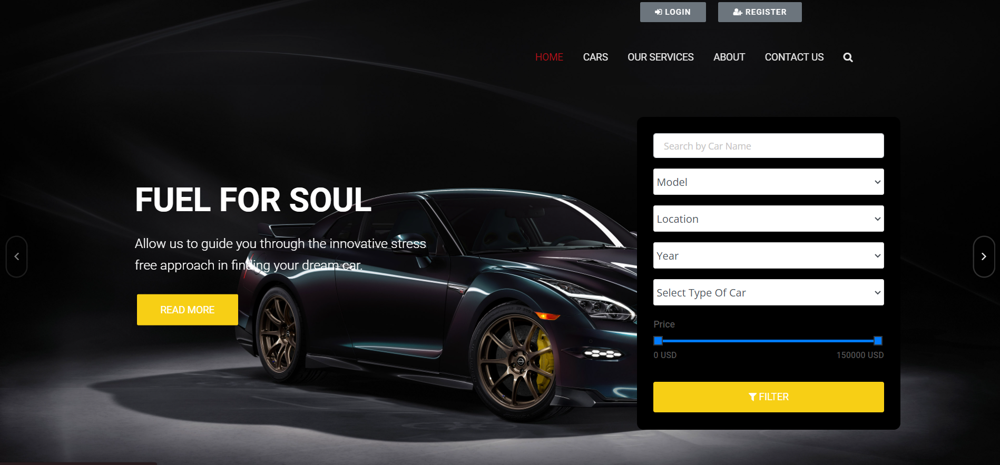 LOGIN
REGISTER
HOME
CARS
OUR SERVICES
ABOUT
CONTACT US
Search by Car Name
Model
Location
Year
Select Type Of Car
Price
0 USD
150000 USD
FILTER
FUEL FOR SOUL
Allow us to guide you through the innovative stress
free approach in finding your dream car.
READ MORE